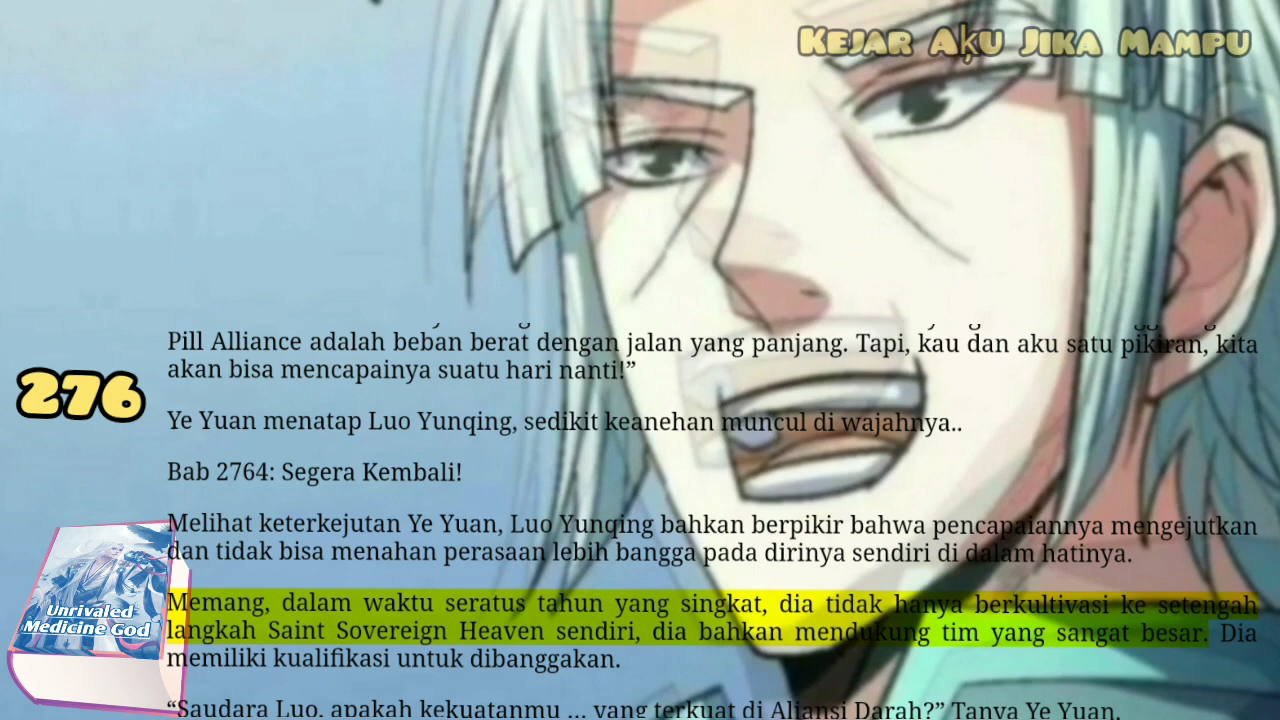 Kejar Aķu Jika Mampu
Pill Alliance adalah beban berat dengan jalan yang panjang. Tapi, kau dan aku satu pikiran, kita
akan bisa mencapainya suatu hari nanti!”
276
Ye Yuan menatap Luo Yunqing, sedikit keanehan muncul di wajahnya..
Bab 2764: Segera Kembali!
Melihat keterkejutan Ye Yuan, Luo Yunqing bahkan berpikir bahwa pencapaiannya mengejutkan
dan tidak bisa menahan perasaan lebih bangga pada dirinya sendiri di dalam hatinya.
Memang, dalam waktu seratus tahun yang singkat, dia tidak hanya berkultivasi ke setengah
langkah Saint Sovereign Heaven sendiri, dia bahkan mendukung tim yang sangat besar. Dia
memiliki kualifikasi untuk dibanggakan.
Unrivaled
Medicine God
“Saudara Luo, apakah kekuatanmu ... yang terkuat di Aliansi Darah?” Tanya Ye Yuan.